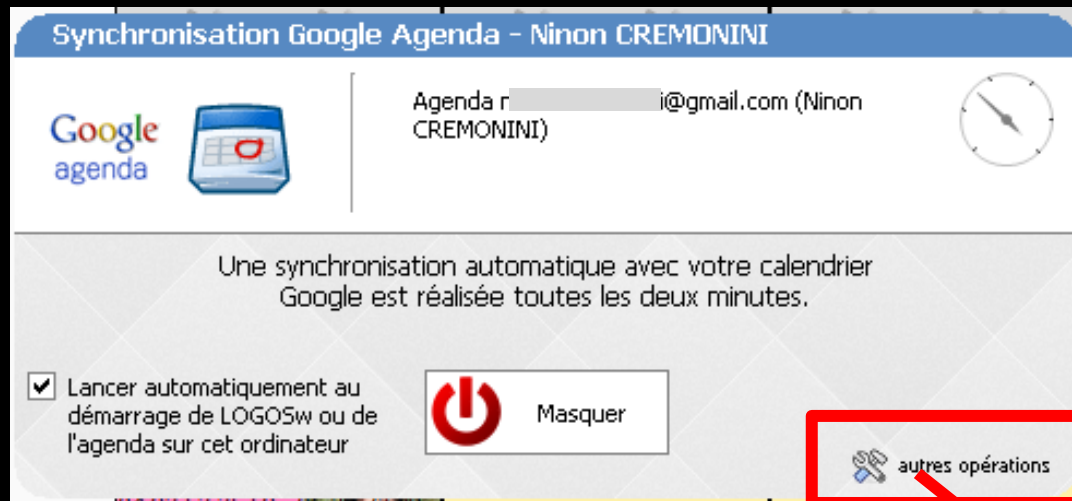 Synchronisation Google Agenda - Ninon CREMONINI
Google
agenda
Agenda n i@gmail.com (Ninon
CREMONINI)
Une synchronisation automatique avec votre calendrier
Google est réalisée toutes les deux minutes.
Lancer automatiquement au
démarrage de LOGOSw ou de
l'agenda sur cet ordinateur
Masquer
autres opérations